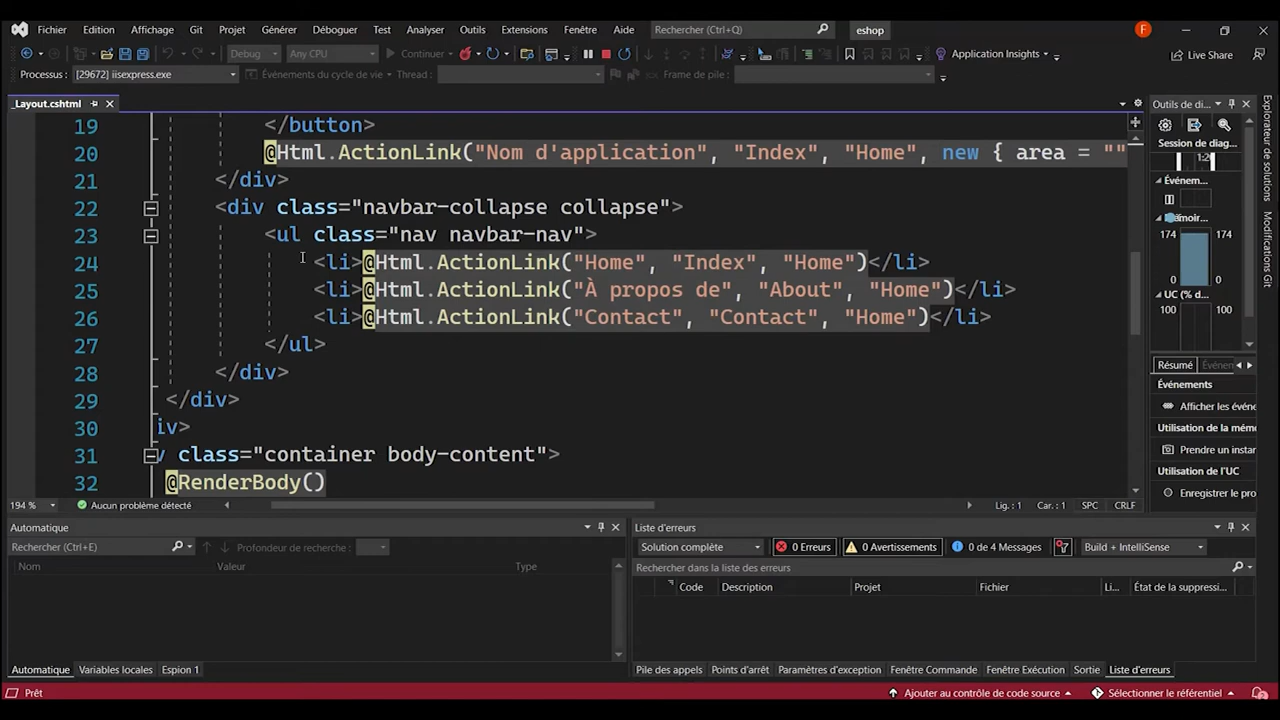 Fichier Edition Affichage Git Projet Générer Déboguer Test Analyser Outils Extensions Fenêtre Aide Rechercher (Ctrl+Q) eshop F
Debug Any CPU Continuer Application Insights Live Share
Processus : [29672] iisexpress.exe Événements du cycle de vie Thread : Frame de pile :
_Layout.cshtml
19 </button>
20 @Html.ActionLink("Nom d'application", "Index", "Home", new { area = ""
21 </div>
22 <div class="navbar-collapse collapse">
23 <ul class="nav navbar-nav">
24 <li>@Html.ActionLink("Home", "Index", "Home")</li>
25 <li>@Html.ActionLink("À propos de", "About", "Home")</li>
26 <li>@Html.ActionLink("Contact", "Contact", "Home")</li>
27 </ul>
28 </div>
29 </div>
30 iv>
31 class="container body-content">
32 @RenderBody()
194 % Aucun problème détecté Lig. : 1 Car. : 1 SPC CRLF
Outils de di...
Session de diag...
1:2
Événem...
Mémoir...
174 174
0 0
UC (% d...
100 100
Résumé Événen
Événements
Afficher les événe
Utilisation de la mém
Prendre un instan
Utilisation de l'UC
Enregistrer le pro
Explorateur de solutions
Modifications Git
Automatique
Rechercher (Ctrl+E) Profondeur de recherche :
Nom Valeur Type
Automatique Variables locales Espion 1
Liste d'erreurs
Solution complète 0 Erreurs 0 Avertissements 0 de 4 Messages Build + IntelliSense
Rechercher dans la liste des erreurs
Code Description Projet Fichier Li... État de la suppressi...
Pile des appels Points d'arrêt Paramètres d'exception Fenêtre Commande Fenêtre Exécution Sortie Liste d'erreurs
Prêt Ajouter au contrôle de code source Sélectionner le référentiel